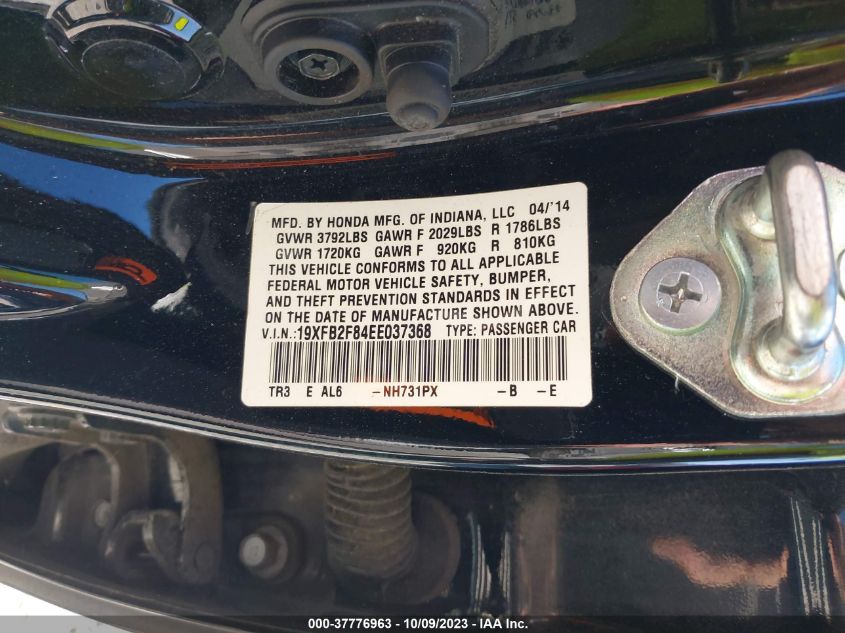 MFD. BY HONDA MFG. OF INDIANA, LLC 04/'14
GVWR 3792LBS GAWR F 2029LBS R 1786LBS
GVWR 1720KG GAWR F 920KG R 810KG
THIS VEHICLE CONFORMS TO ALL APPLICABLE
FEDERAL MOTOR VEHICLE SAFETY, BUMPER,
AND THEFT PREVENTION STANDARDS IN EFFECT
ON THE DATE OF MANUFACTURE SHOWN ABOVE.
V.I.N.:19XFB2F84EE037368 TYPE: PASSENGER CAR
TR3 E AL6 -NH731PX -B -E
000-37776963 - 10/09/2023 - IAA, Inc.